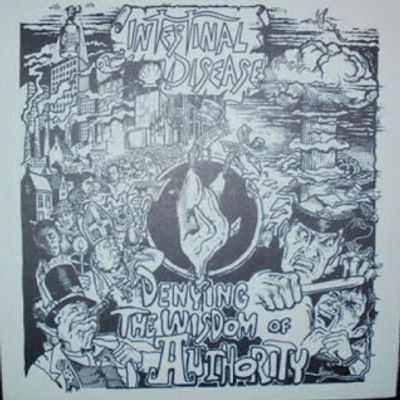 INTESTINAL
DISEASE
DENYING
THE WISDOM OF
AUTHORITY